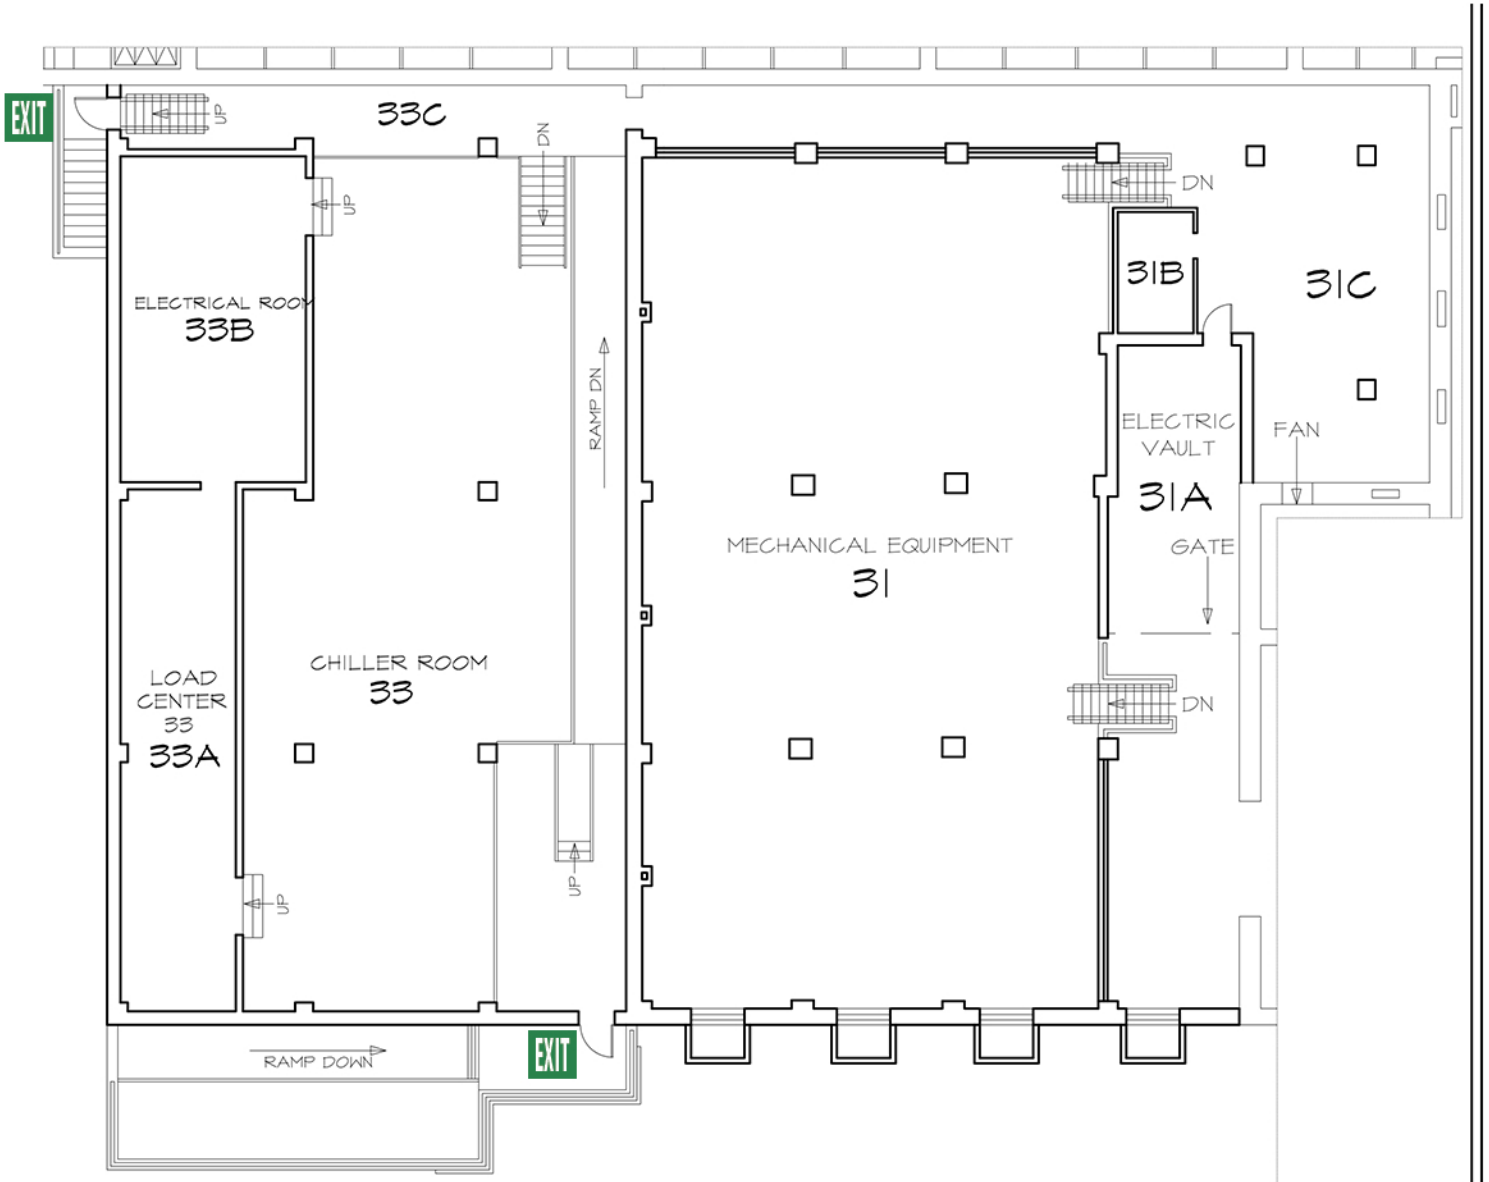 EXIT
UP
33C
DN
DN
UP
31B
31C
ELECTRICAL ROOM
33B
RAMP DN
ELECTRIC
VAULT
FAN
31A
MECHANICAL EQUIPMENT
31
GATE
CHILLER ROOM
33
LOAD
CENTER
33
33A
DN
UP
UP
EXIT
RAMP DOWN